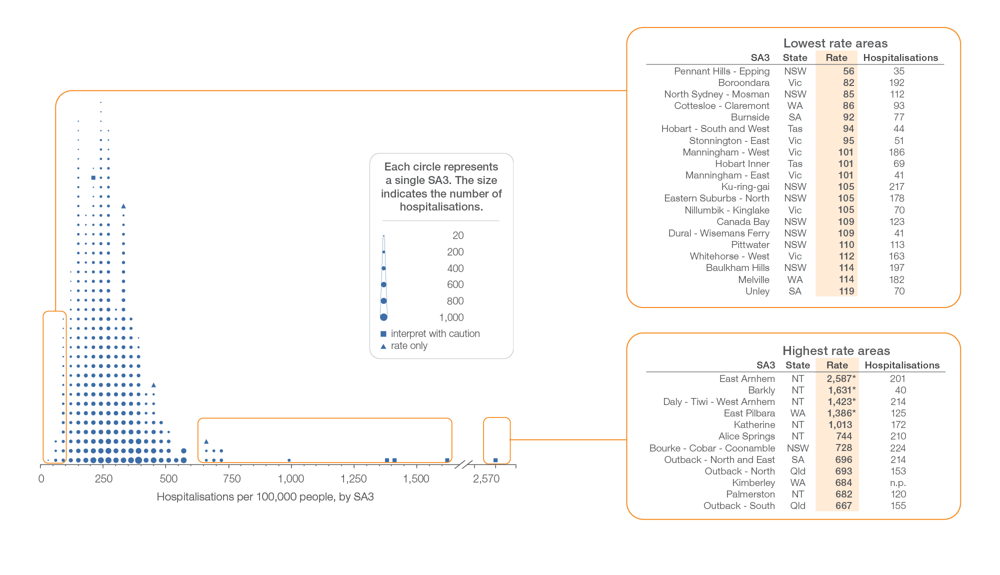 Lowest rate areas
SA3 State Rate Hospitalisations
Pennant Hills - Epping NSW 56 35
Boroondara Vic 82 192
North Sydney - Mosman NSW 85 112
Cottesloe - Claremont WA 86 93
Burnside SA 92 77
Hobart - South and West Tas 94 44
Stonnington - East Vic 95 51
Manningham - West Vic 101 186
Hobart Inner Tas 101 69
Manningham - East Vic 101 41
Ku-ring-gai NSW 105 217
Eastern Suburbs - North NSW 105 178
Nillumbik - Kinglake Vic 105 70
Canada Bay NSW 109 123
Dural - Wisemans Ferry NSW 109 41
Pittwater NSW 110 113
Whitehorse - West Vic 112 163
Baulkham Hills NSW 114 197
Melville WA 114 182
Unley SA 119 70
Each circle represents
a single SA3. The size
indicates the number of
hospitalisations.
20
200
400
600
800
1,000
interpret with caution
rate only
Highest rate areas
SA3 State Rate Hospitalisations
East Arnhem NT 2,587* 201
Barkly NT 1,631* 40
Daly - Tiwi - West Arnhem NT 1,423* 214
East Pilbara WA 1,386* 125
Katherine NT 1,013 172
Alice Springs NT 744 210
Bourke - Cobar - Coonamble NSW 728 224
Outback - North and East SA 696 214
Outback - North Qld 693 153
Kimberley WA 684 n.p.
Palmerston NT 682 120
Outback - South Qld 667 155
0 250 500 750 1,000 1,250 1,500 2,570
Hospitalisations per 100,000 people, by SA3